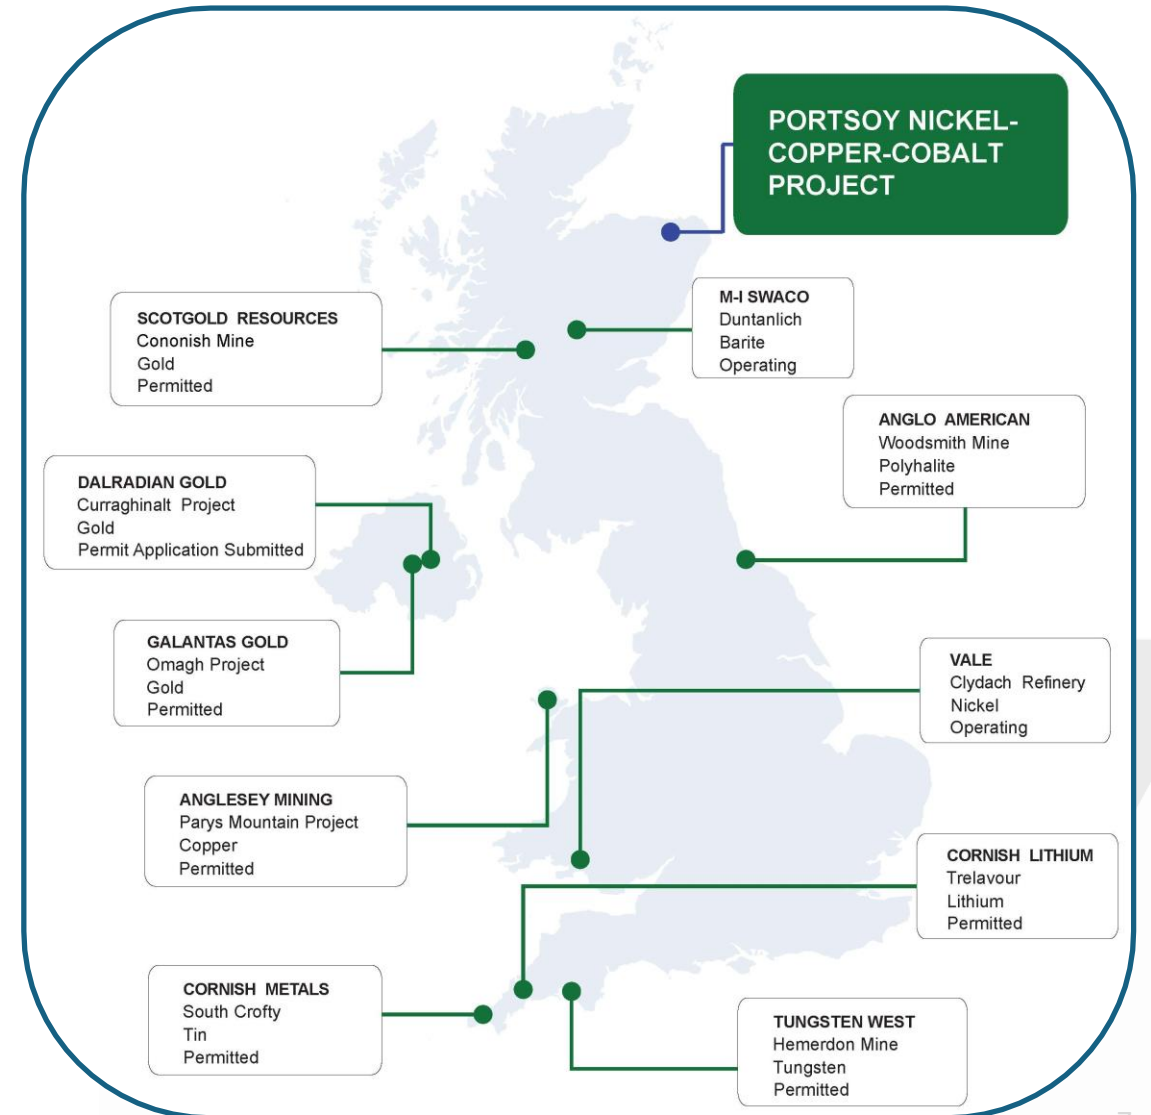 PORTSOY NICKEL-
COPPER-COBALT
PROJECT
M-I SWACO
Duntanlich
Barite
Operating
SCOTGOLD RESOURCES
Cononish Mine
Gold
Permitted
ANGLO AMERICAN
Woodsmith Mine
Polyhalite
Permitted
DALRADIAN GOLD
Curraghinalt Project
Gold
Permit Application Submitted
GALANTAS GOLD
Omagh Project
Gold
Permitted
VALE
Clydach Refinery
Nickel
Operating
ANGLESEY MINING
Parys Mountain Project
Copper
Permitted
CORNISH LITHIUM
Trelavour
Lithium
Permitted
CORNISH METALS
South Crofty
Tin
Permitted
TUNGSTEN WEST
Hemerdon Mine
Tungsten
Permitted